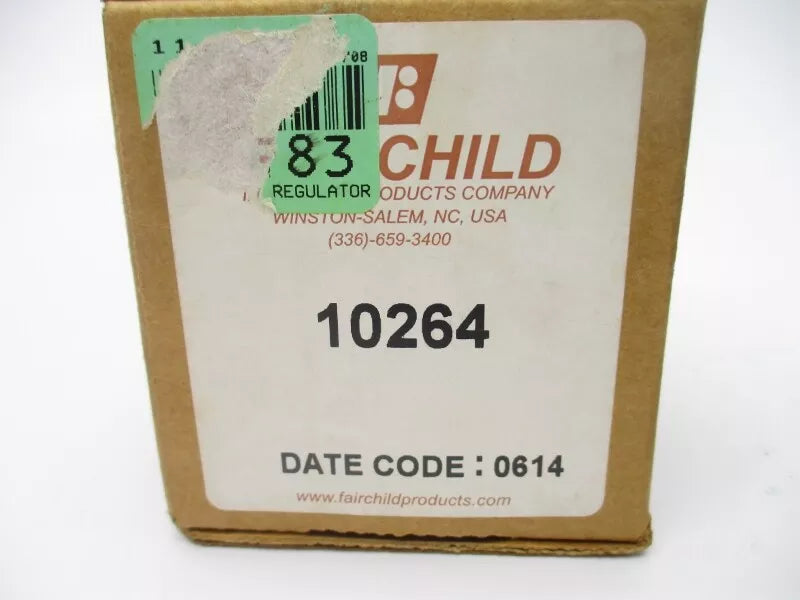 11
/08
83
REGULATOR
CHILD
PRODUCTS COMPANY
WINSTON-SALEM, NC, USA
(336)-659-3400
10264
DATE CODE : 0614
www.fairchildproducts.com